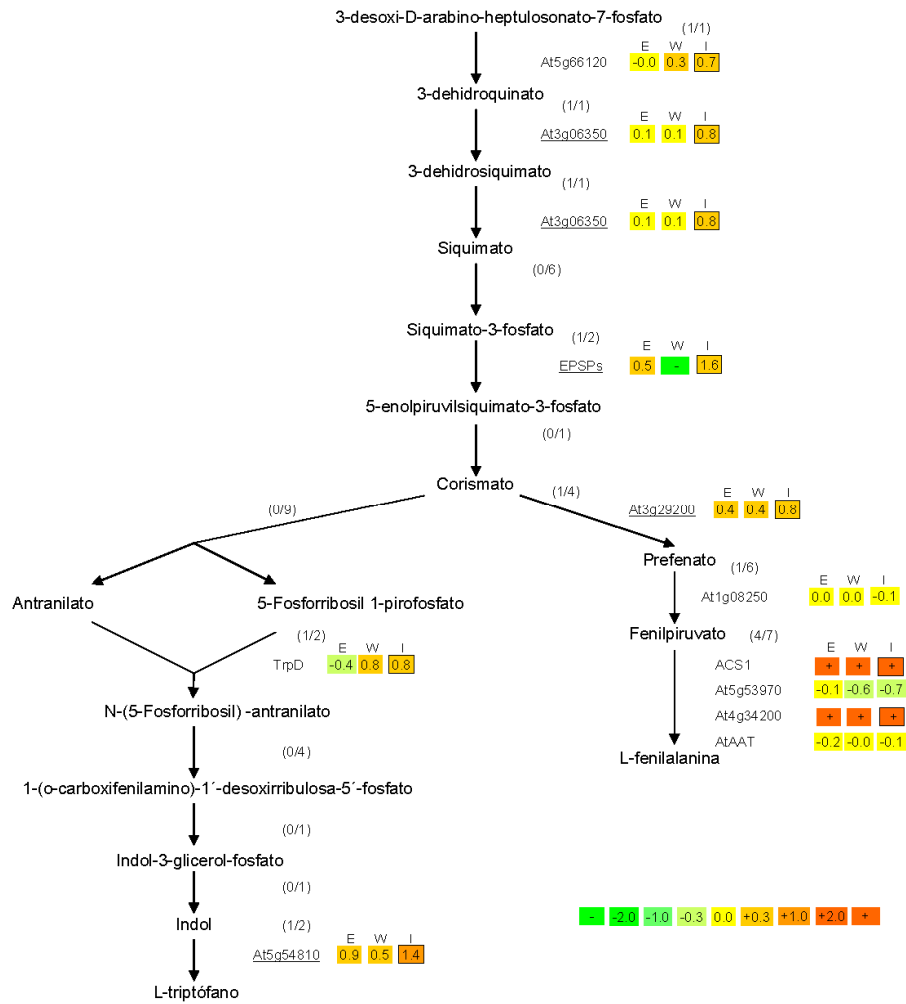 3-desoxi-D-arabino-heptulosonato-7-fosfato
(1/1)
E W I
At5g66120 -0.0 0.3 0.7
3-dehidroquinato
(1/1)
E W I
At3g06350 0.1 0.1 0.8
3-dehidrosiquimato
(1/1)
E W I
At3g06350 0.1 0.1 0.8
Siquimato
(0/6)
Siquimato-3-fosfato
(1/2)
E W I
EPSPs 0.5 - 1.6
5-enolpiruvilsiquimato-3-fosfato
(0/1)
Corismato
(0/9)
(1/4)
E W I
At3g29200 0.4 0.4 0.8
Prefenato
(1/6)
E W I
At1g08250 0.0 0.0 -0.1
Antranilato 5-Fosforribosil 1-pirofosfato
Fenilpiruvato (4/7)
(1/2)
E W I
TrpD -0.4 0.8 0.8
E W I
ACS1 + + +
At5g53970 -0.1 -0.6 -0.7
At4g34200 + + +
AtAAT -0.2 -0.0 -0.1
L-fenilalanina
N-(5-Fosforribosil) -antranilato
(0/4)
1-(o-carboxifenilamino)-1´-desoxirribulosa-5´-fosfato
(0/1)
Indol-3-glicerol-fosfato
(0/1)
Indol
(1/2)
E W I
At5g54810 0.9 0.5 1.4
L-triptófano
- -2.0 -1.0 -0.3 0.0 +0.3 +1.0 +2.0 +